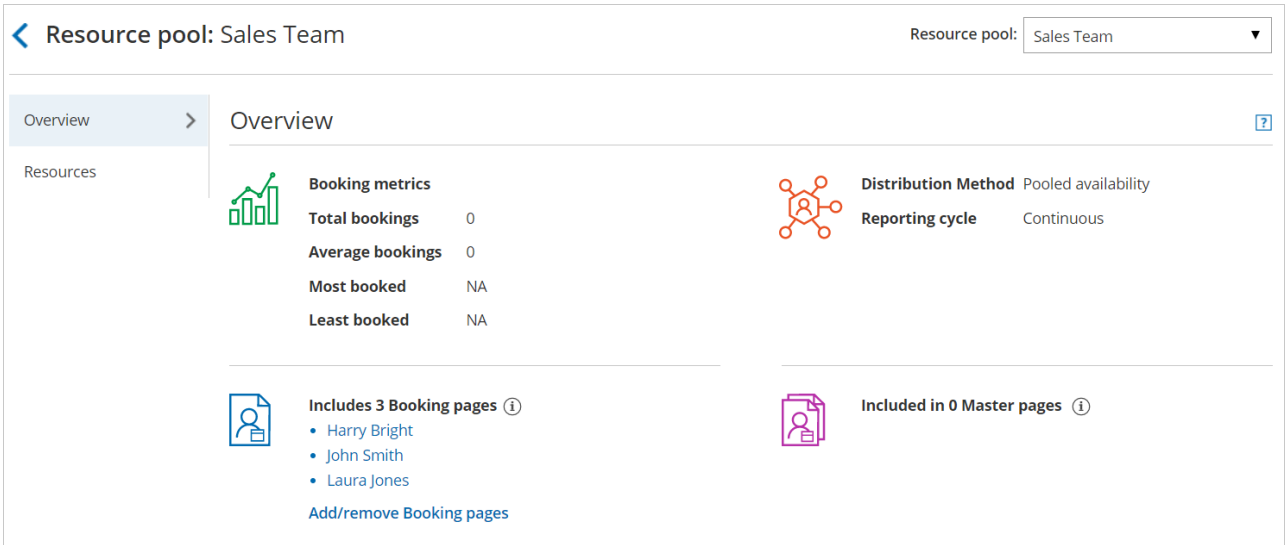 Resource pool: Sales Team
Resource pool: Sales Team
Overview
Resources
Overview
?
Booking metrics
Total bookings 0
Average bookings 0
Most booked NA
Least booked NA
Distribution Method Pooled availability
Reporting cycle Continuous
Includes 3 Booking pages i
Harry Bright
John Smith
Laura Jones
Add/remove Booking pages
Included in 0 Master pages i